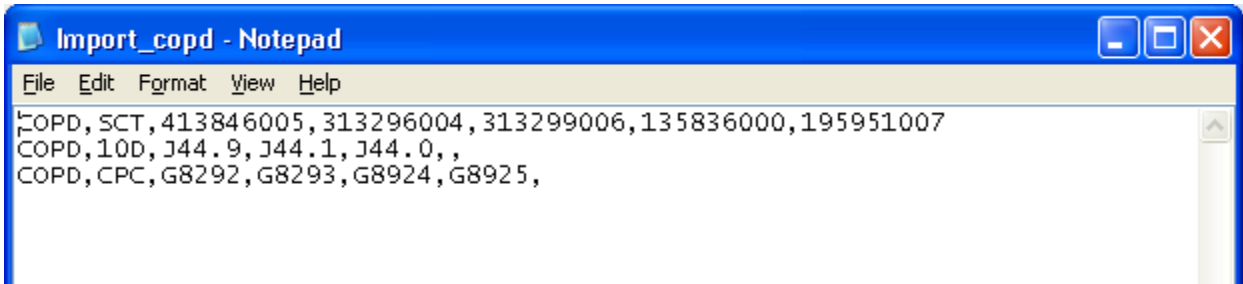 Import_copd - Notepad
File Edit Format View Help
COPD,SCT,413846005,313296004,313299006,135836000,195951007
COPD,10D,J44.9,J44.1,J44.0,,
COPD,CPC,G8292,G8293,G8924,G8925,